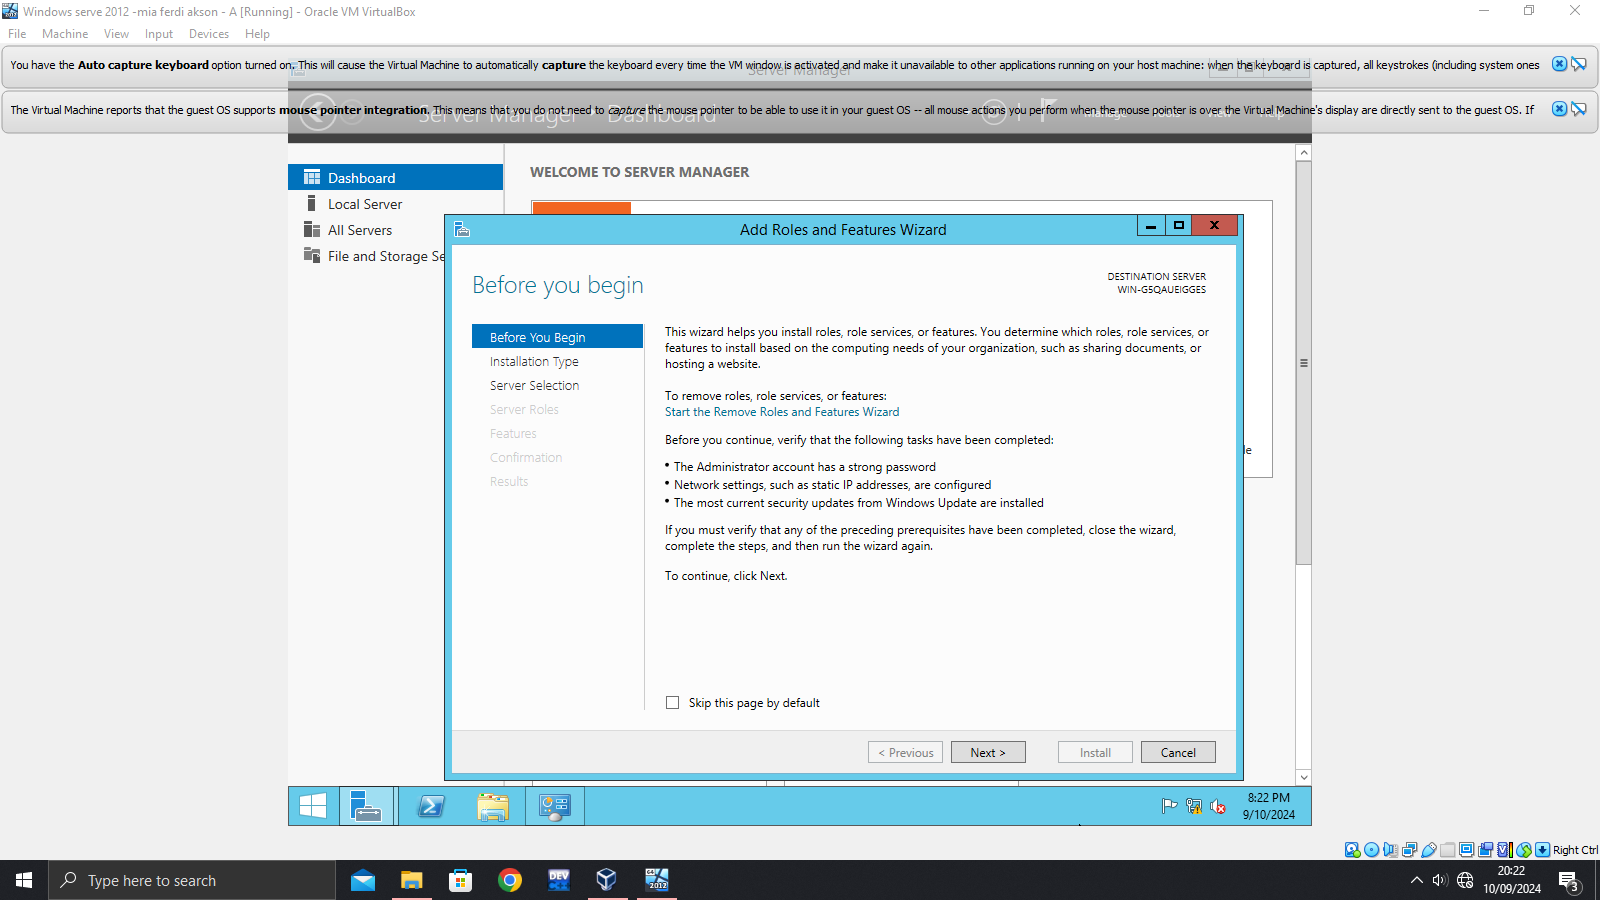 Windows serve 2012 -mia ferdi akson - A [Running] - Oracle VM VirtualBox
File Machine View Input Devices Help
You have the Auto capture keyboard option turned on. This will cause the Virtual Machine to automatically capture the keyboard every time the VM window is activated and make it unavailable to other applications running on your host machine: when the keyboard is captured, all keystrokes (including system ones
Server Manager
The Virtual Machine reports that the guest OS supports mouse pointer integration. This means that you do not need to capture the mouse pointer to be able to use it in your guest OS -- all mouse actions you perform when the mouse pointer is over the Virtual Machine's display are directly sent to the guest OS. If
Server Manager Dashboard
Dashboard
Local Server
All Servers
File and Storage Se
WELCOME TO SERVER MANAGER
Add Roles and Features Wizard
Before you begin
DESTINATION SERVER
WIN-G5QAUEIGGES
Before You Begin
Installation Type
Server Selection
Server Roles
Features
Confirmation
Results
This wizard helps you install roles, role services, or features. You determine which roles, role services, or
features to install based on the computing needs of your organization, such as sharing documents, or
hosting a website.
To remove roles, role services, or features:
Start the Remove Roles and Features Wizard
Before you continue, verify that the following tasks have been completed:
• The Administrator account has a strong password
• Network settings, such as static IP addresses, are configured
• The most current security updates from Windows Update are installed
If you must verify that any of the preceding prerequisites have been completed, close the wizard,
complete the steps, and then run the wizard again.
To continue, click Next.
Skip this page by default
< Previous Next > Install Cancel
le
8:22 PM
9/10/2024
Right Ctrl
Type here to search
DEV
64
2012
20:22
10/09/2024
3